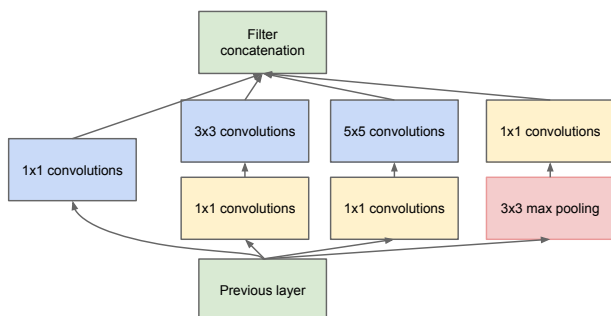 Filter
concatenation
3x3 convolutions
5x5 convolutions
1x1 convolutions
1x1 convolutions
1x1 convolutions
1x1 convolutions
3x3 max pooling
Previous layer